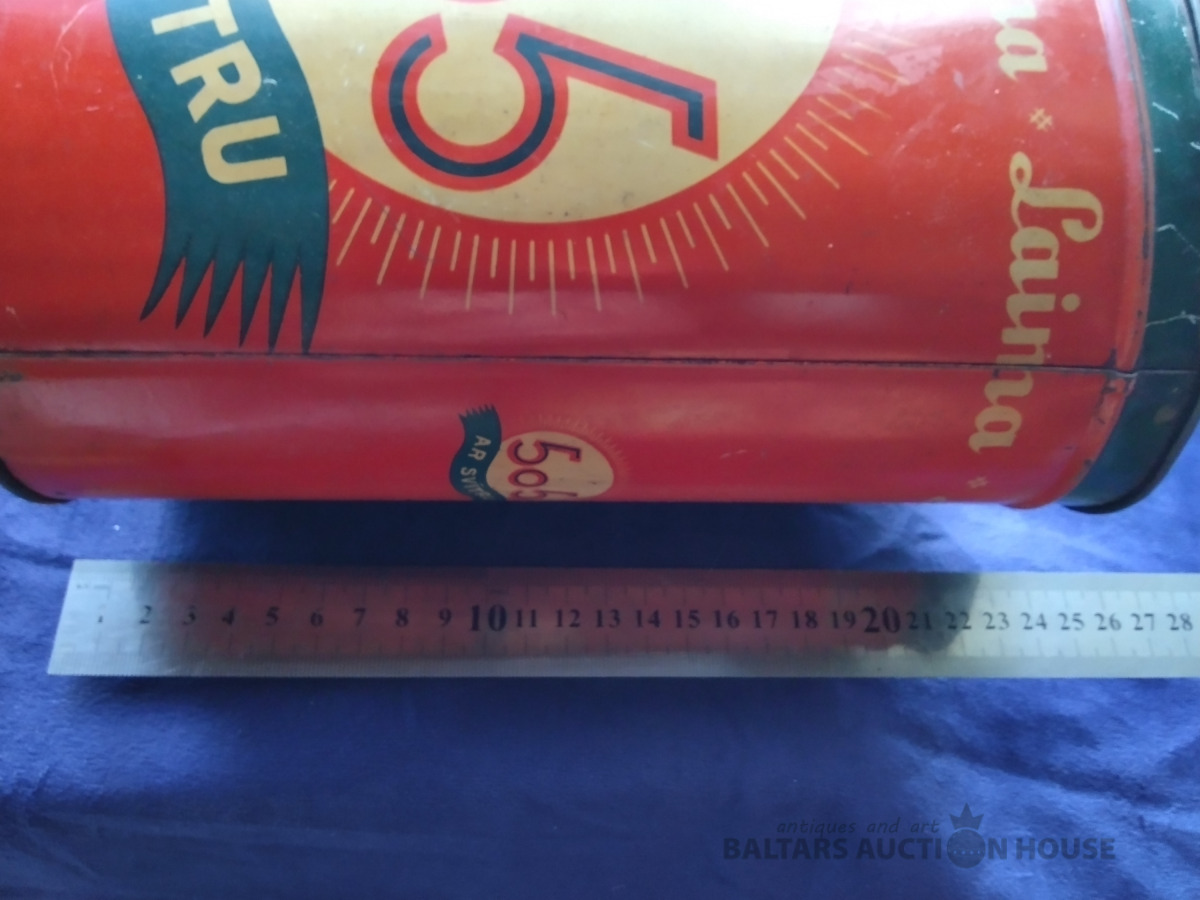 TRU
5
na * Laina *
AR SVITR
505
1 2 3 4 5 6 7 8 9 10 11 12 13 14 15 16 17 18 19 20 21 22 23 24 25 26 27 28
antiques and art
BALTARS AUCTION HOUSE